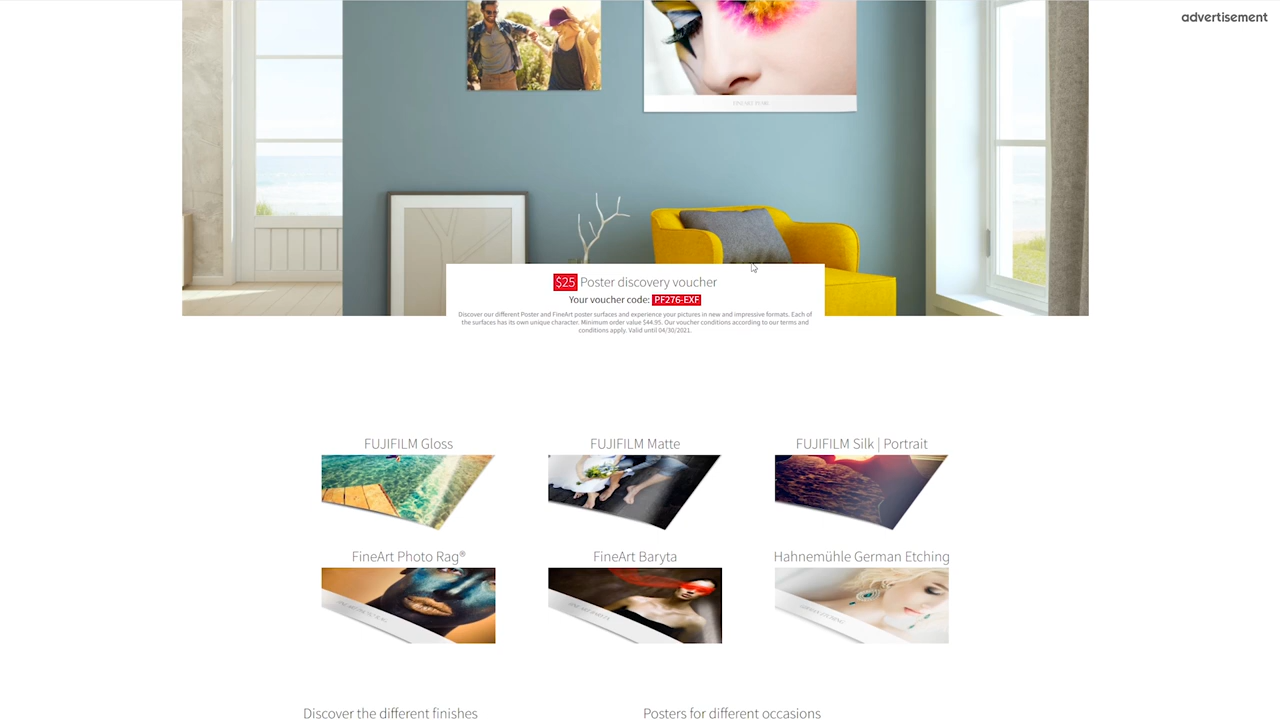 advertisement
$25 Poster discovery voucher
Your voucher code: PF276-EXF
Discover our different Poster and FineArt poster surfaces and experience your pictures in new and impressive formats. Each of
the surfaces has its own unique character. Minimum order value $44.95. Our voucher conditions according to our terms and
conditions apply. Valid until 04/30/2021.
FUJIFILM Gloss
FUJIFILM Matte
FUJIFILM Silk | Portrait
FineArt Photo Rag®
FineArt Baryta
Hahnemühle German Etching
Discover the different finishes
Posters for different occasions